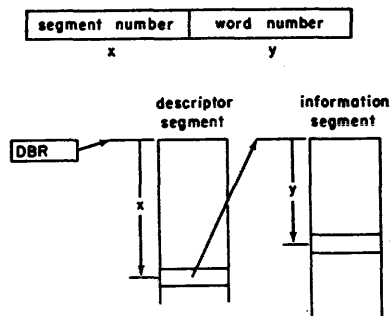 segment number word number
x y
descriptor segment
information segment
DBR
x
y